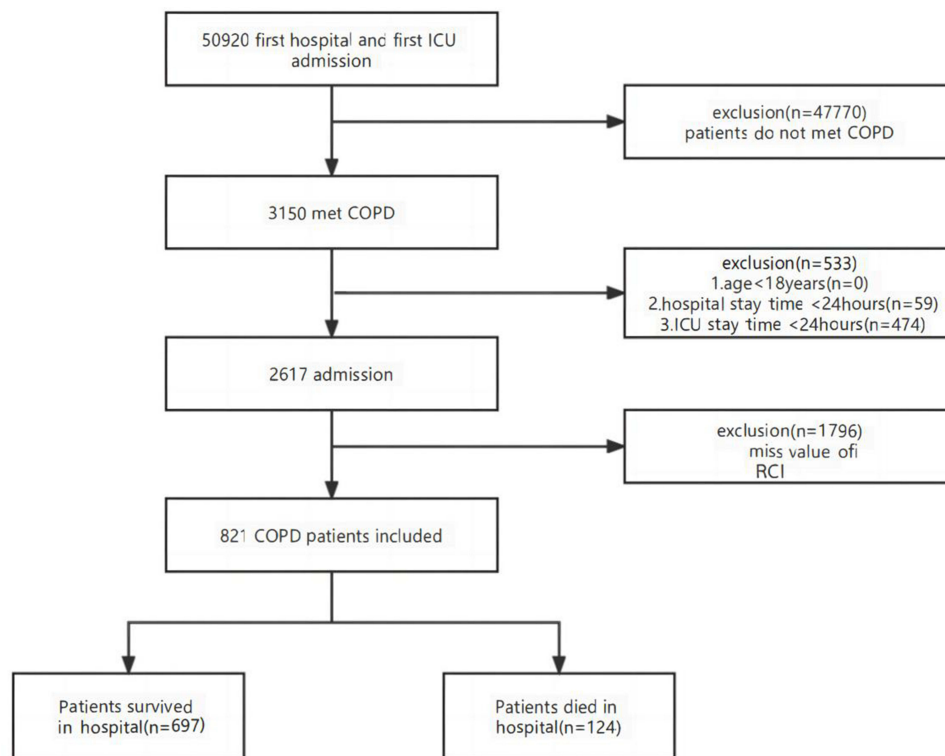 50920 first hospital and first ICU
admission
exclusion(n=47770)
patients do not met COPD
3150 met COPD
exclusion(n=533)
1.age<18years(n=0)
2.hospital stay time <24hours(n=59)
3.ICU stay time <24hours(n=474)
2617 admission
exclusion(n=1796)
miss value ofi
RCI
821 COPD patients included
Patients survived
in hospital(n=697)
Patients died in
hospital(n=124)